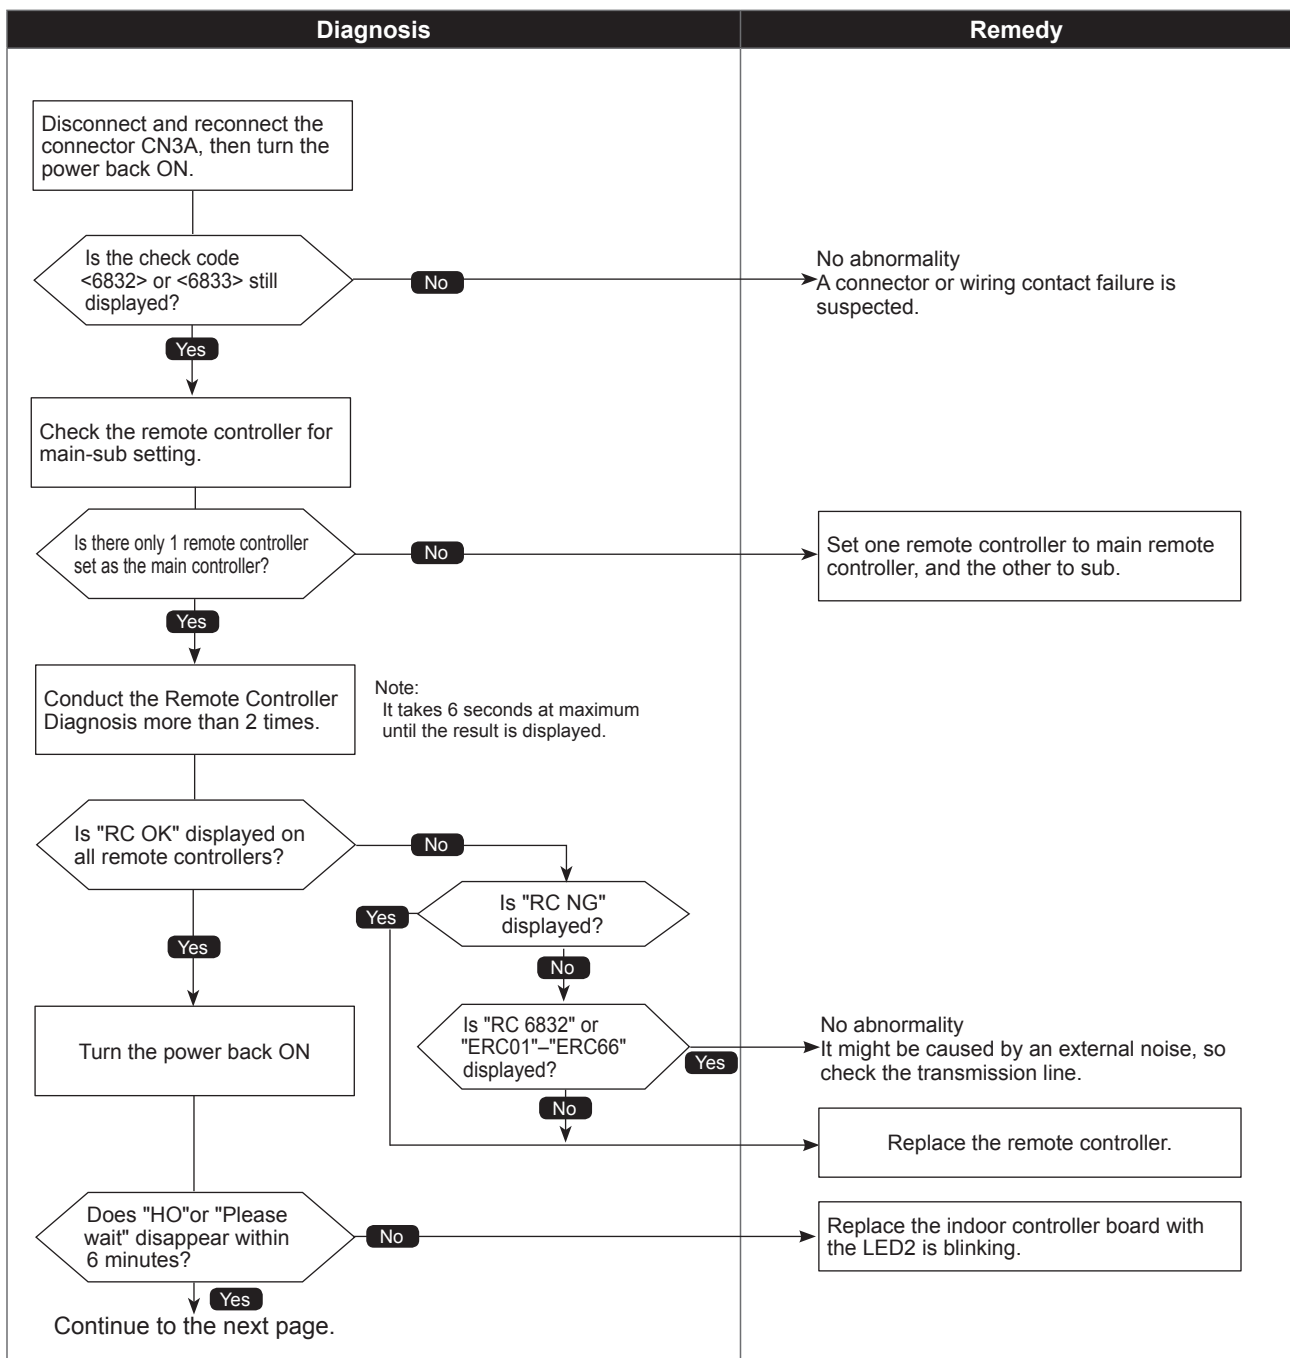 Diagnosis
Remedy
Disconnect and reconnect the
connector CN3A, then turn the
power back ON.
Is the check code
<6832> or <6833> still
displayed?
No
No abnormality
A connector or wiring contact failure is
suspected.
Yes
Check the remote controller for
main-sub setting.
Is there only 1 remote controller
set as the main controller?
No
Set one remote controller to main remote
controller, and the other to sub.
Yes
Conduct the Remote Controller
Diagnosis more than 2 times.
Note:
It takes 6 seconds at maximum
until the result is displayed.
Is "RC OK" displayed on
all remote controllers?
No
Is "RC NG"
displayed?
Yes
Yes
No
Turn the power back ON
Is "RC 6832" or
"ERC01"–"ERC66"
displayed?
Yes
No abnormality
It might be caused by an external noise, so
check the transmission line.
No
Replace the remote controller.
Does "HO"or "Please
wait" disappear within
6 minutes?
No
Replace the indoor controller board with
the LED2 is blinking.
Yes
Continue to the next page.